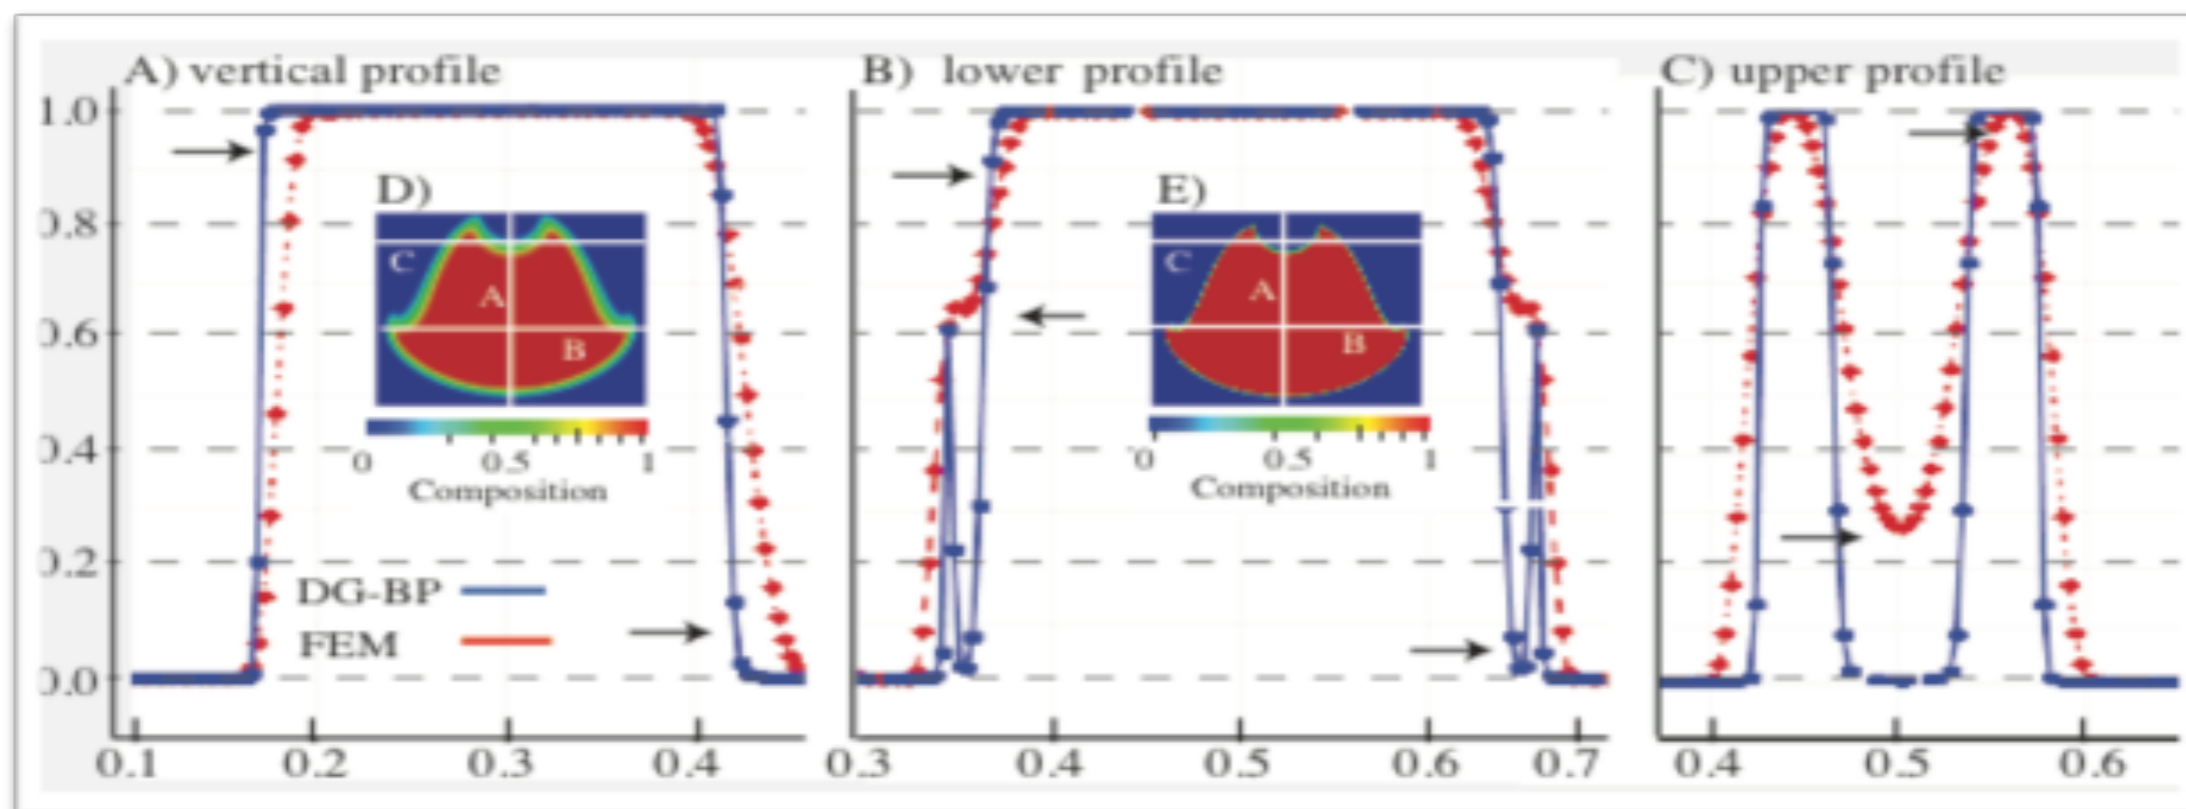 A) vertical profile
B) lower profile
C) upper profile
1.0
0.8
0.6
0.4
0.2
0.0
D)
C
A
B
0 0.5 1
Composition
E)
C
A
B
0 0.5 1
Composition
DG-BP
FEM
0.1 0.2 0.3 0.4
0.3 0.4 0.5 0.6 0.7
0.4 0.5 0.6